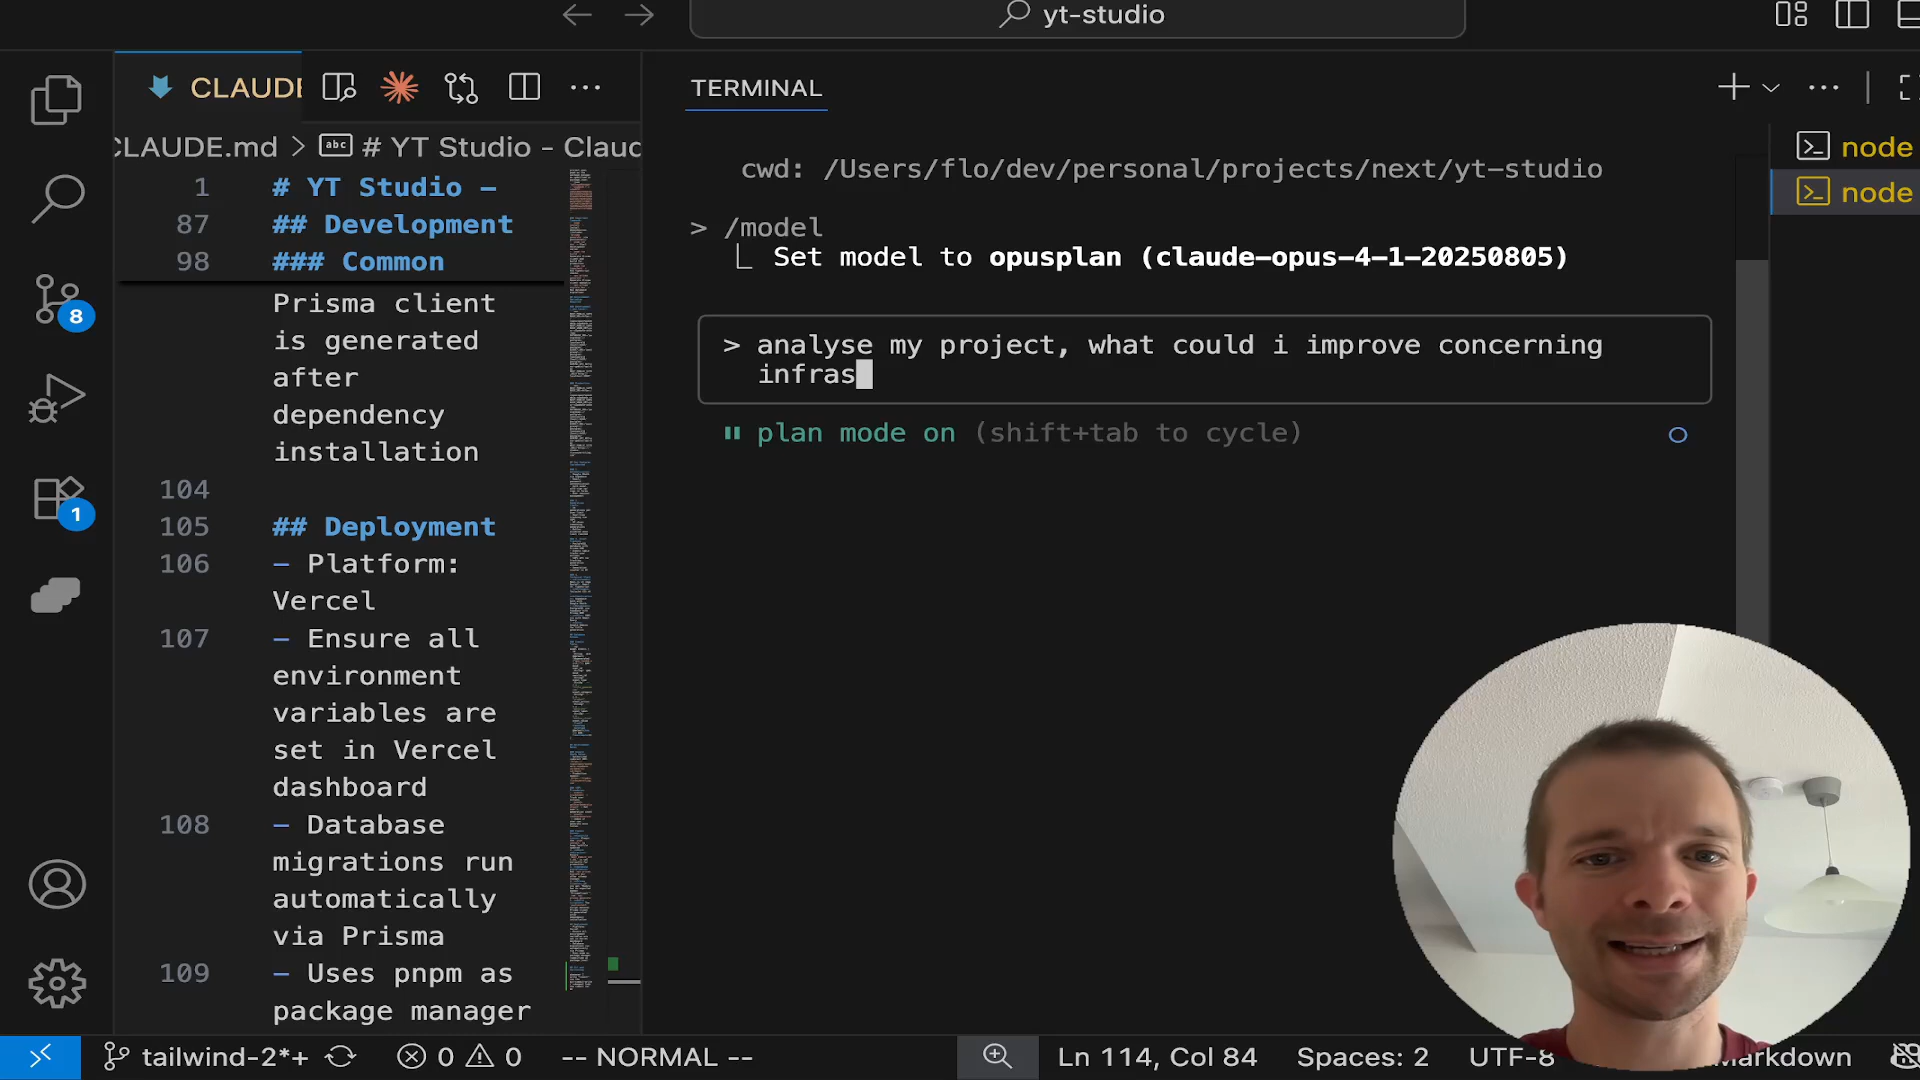 yt-studio
CLAUDE
CLAUDE.md > # YT Studio – Claud
1 # YT Studio –
87 ## Development
98 ### Common
Prisma client
is generated
after
dependency
installation
104
105 ## Deployment
106 – Platform:
Vercel
107 – Ensure all
environment
variables are
set in Vercel
dashboard
108 – Database
migrations run
automatically
via Prisma
109 – Uses pnpm as
package manager
TERMINAL
cwd: /Users/flo/dev/personal/projects/next/yt-studio
> /model
⎿ Set model to opusplan (claude-opus-4-1-20250805)
> analyse my project, what could i improve concerning
infras
⏸ plan mode on (shift+tab to cycle)
node
node
8
1
tailwind-2*+ 0 0 -- NORMAL -- Ln 114, Col 84 Spaces: 2 UTF-8 arkdown